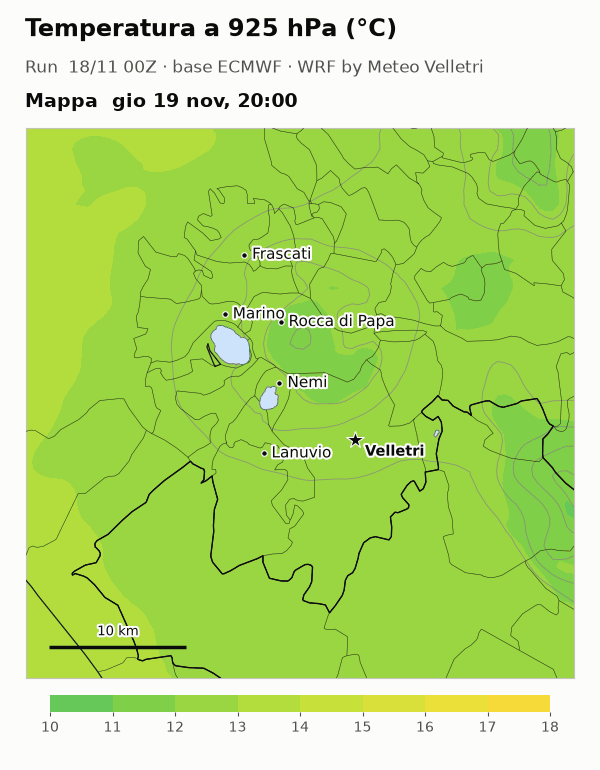 Temperatura a 925 hPa (°C)
Run  18/11 00Z · base ECMWF · WRF by Meteo Velletri
Mappa  gio 19 nov, 20:00
Frascati
Marino
Rocca di Papa
Nemi
Velletri
Lanuvio
10 km
10 11 12 13 14 15 16 17 18